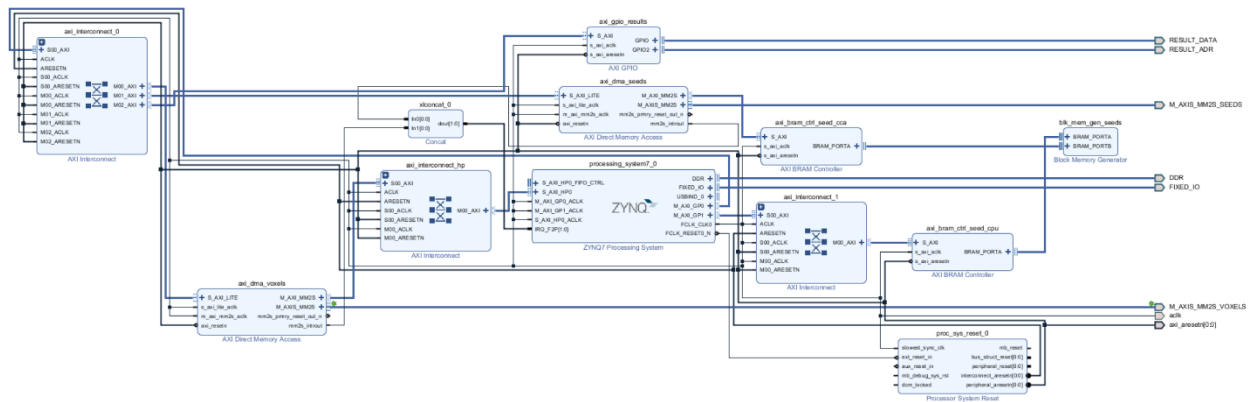 axi_interconnect_0
S00_AXI
ACLK
ARESETN
S00_ACLK
S00_ARESETN
M00_ACLK
M00_ARESETN
M01_ACLK
M01_ARESETN
M02_ACLK
M02_ARESETN
M00_AXI
M01_AXI
M02_AXI
AXI Interconnect
axi_gpio_results
S_AXI
s_axi_aclk
s_axi_aresetn
GPIO
GPIO2
AXI GPIO
RESULT_DATA
RESULT_ADR
axi_dma_seeds
S_AXI_LITE
s_axi_lite_aclk
m_axi_mm2s_aclk
axi_resetn
M_AXI_MM2S
M_AXIS_MM2S
mm2s_prmry_reset_out_n
mm2s_introut
AXI Direct Memory Access
M_AXIS_MM2S_SEEDS
xlconcat_0
In0[0:0]
In1[0:0]
dout[1:0]
Concat
axi_bram_ctrl_seed_cca
S_AXI
s_axi_aclk
s_axi_aresetn
BRAM_PORTA
AXI BRAM Controller
blk_mem_gen_seeds
BRAM_PORTA
BRAM_PORTB
Block Memory Generator
axi_interconnect_hp
S00_AXI
ACLK
ARESETN
S00_ACLK
S00_ARESETN
M00_ACLK
M00_ARESETN
M00_AXI
AXI Interconnect
processing_system7_0
S_AXI_HP0_FIFO_CTRL
S_AXI_HP0
M_AXI_GP0_ACLK
M_AXI_GP1_ACLK
S_AXI_HP0_ACLK
IRQ_F2P[1:0]
ZYNQ
DDR
FIXED_IO
USBIND_0
M_AXI_GP0
M_AXI_GP1
FCLK_CLK0
FCLK_RESET0_N
ZYNQ7 Processing System
DDR
FIXED_IO
axi_interconnect_1
S00_AXI
ACLK
ARESETN
S00_ACLK
S00_ARESETN
M00_ACLK
M00_ARESETN
M00_AXI
AXI Interconnect
axi_bram_ctrl_seed_cpu
S_AXI
s_axi_aclk
s_axi_aresetn
BRAM_PORTA
AXI BRAM Controller
axi_dma_voxels
S_AXI_LITE
s_axi_lite_aclk
m_axi_mm2s_aclk
axi_resetn
M_AXI_MM2S
M_AXIS_MM2S
mm2s_prmry_reset_out_n
mm2s_introut
AXI Direct Memory Access
M_AXIS_MM2S_VOXELS
aclk
axi_aresetn[0:0]
proc_sys_reset_0
slowest_sync_clk
ext_reset_in
aux_reset_in
mb_debug_sys_rst
dcm_locked
mb_reset
bus_struct_reset[0:0]
peripheral_reset[0:0]
interconnect_aresetn[0:0]
peripheral_aresetn[0:0]
Processor System Reset